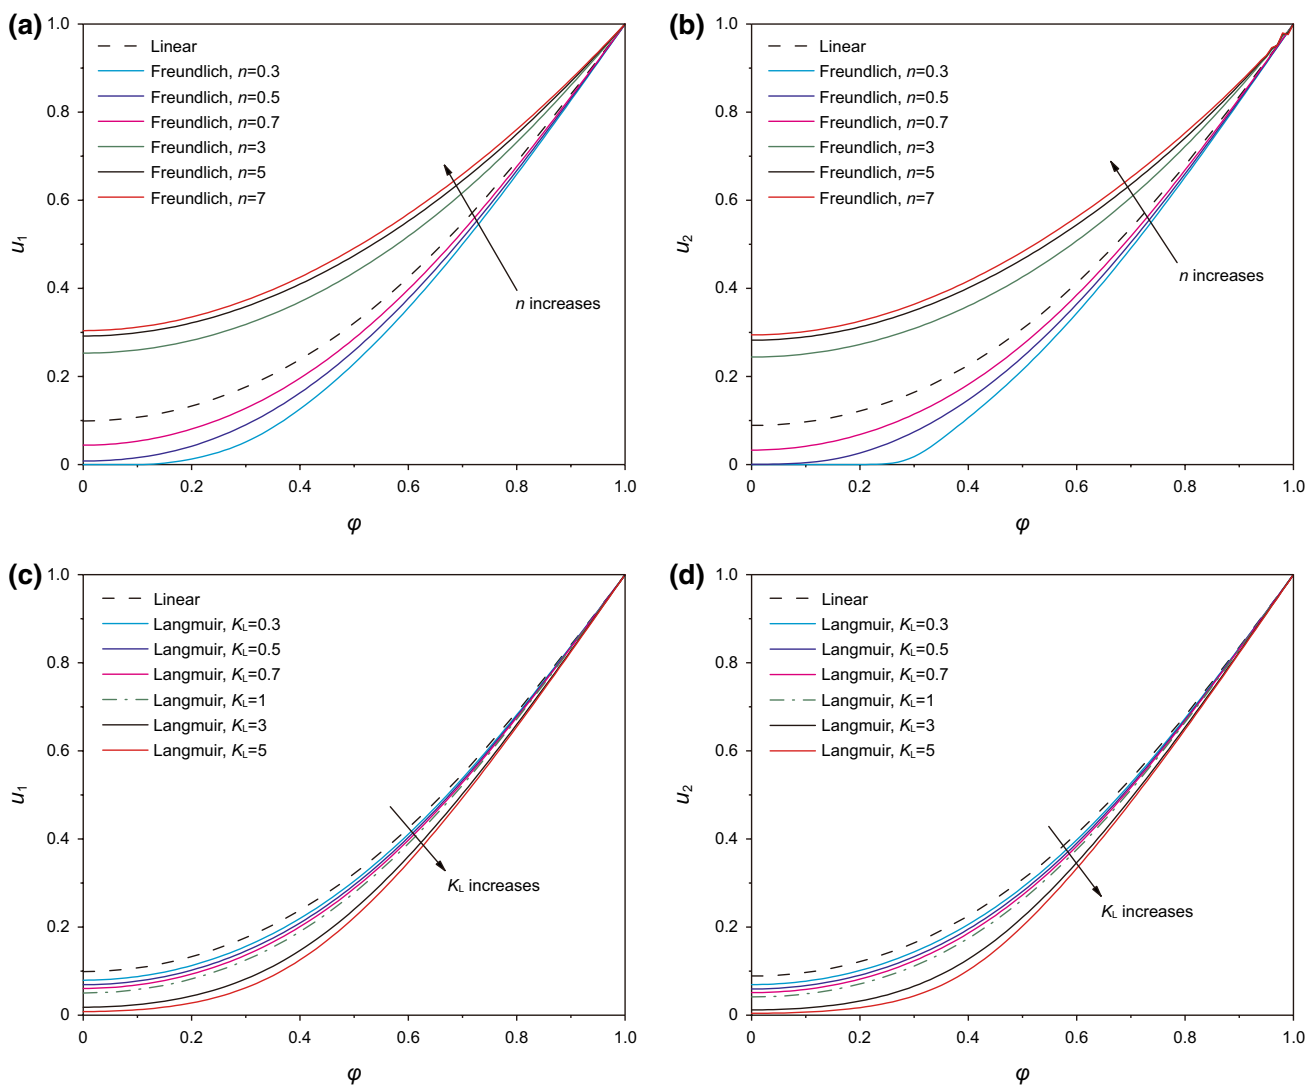 (a)
1.0
Linear
Freundlich, n=0.3
Freundlich, n=0.5
0.8
Freundlich, n=0.7
Freundlich, n=3
Freundlich, n=5
Freundlich, n=7
0.6
u1
0.4
n increases
0.2
0
0 0.2 0.4 0.6 0.8 1.0
φ
(b)
1.0
Linear
Freundlich, n=0.3
Freundlich, n=0.5
0.8
Freundlich, n=0.7
Freundlich, n=3
Freundlich, n=5
Freundlich, n=7
0.6
u2
0.4
n increases
0.2
0
0 0.2 0.4 0.6 0.8 1.0
φ
(c)
1.0
Linear
Langmuir, KL=0.3
Langmuir, KL=0.5
0.8
Langmuir, KL=0.7
Langmuir, KL=1
Langmuir, KL=3
Langmuir, KL=5
0.6
u1
0.4
KL increases
0.2
0
0 0.2 0.4 0.6 0.8 1.0
φ
(d)
1.0
Linear
Langmuir, KL=0.3
Langmuir, KL=0.5
0.8
Langmuir, KL=0.7
Langmuir, KL=1
Langmuir, KL=3
Langmuir, KL=5
0.6
u2
0.4
KL increases
0.2
0
0 0.2 0.4 0.6 0.8 1.0
φ